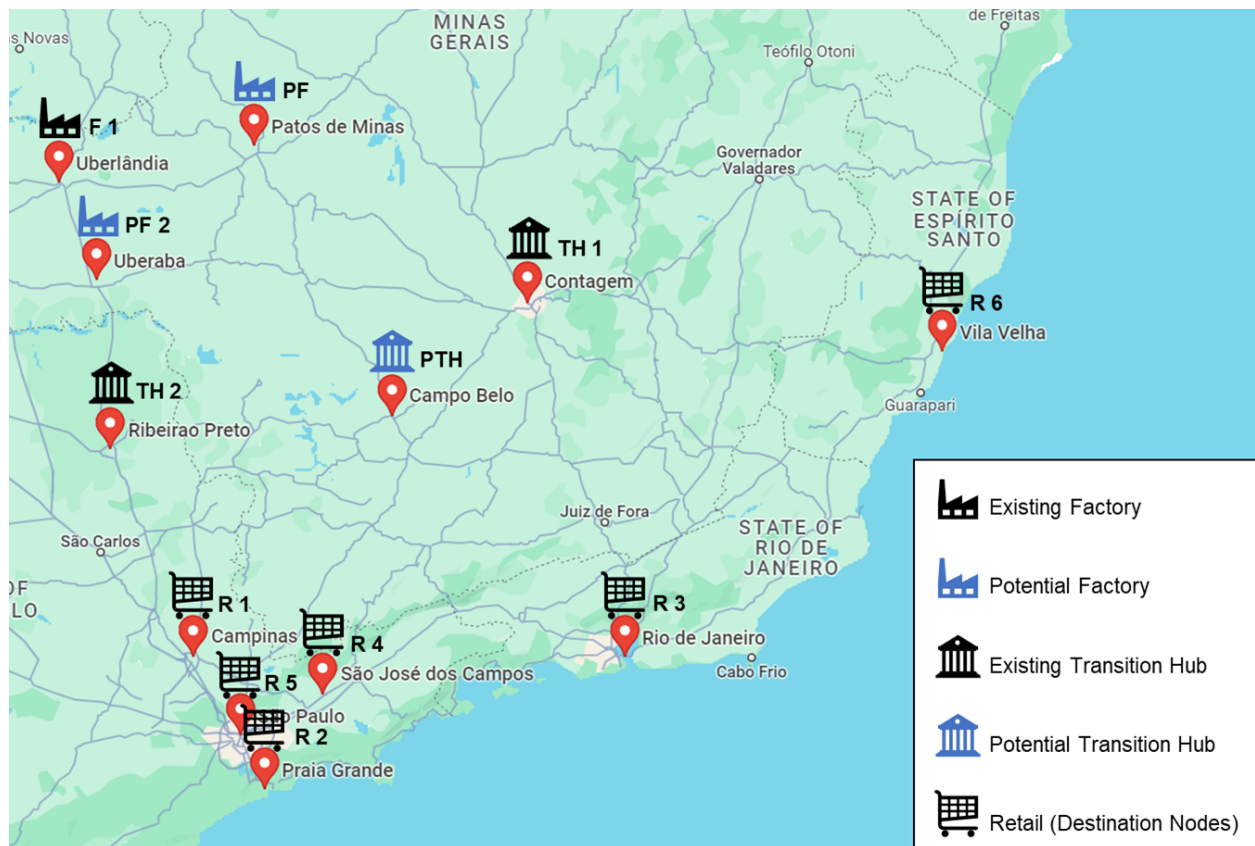 MINAS
GERAIS
de Freitas
as Novas
Teófilo Otoni
PF
Patos de Minas
F 1
Uberlândia
Governador
Valadares
PF 2
Uberaba
STATE OF
ESPÍRITO
SANTO
TH 1
Contagem
R 6
Vila Velha
PTH
Campo Belo
TH 2
Ribeirao Preto
Guarapari
Juiz de Fora
STATE OF
RIO DE
JANEIRO
São Carlos
OF
LO
R 1
Campinas
R 3
Rio de Janeiro
R 4
São José dos Campos
Cabo Frio
R 5
São Paulo
R 2
Praia Grande
Existing Factory
Potential Factory
Existing Transition Hub
Potential Transition Hub
Retail (Destination Nodes)